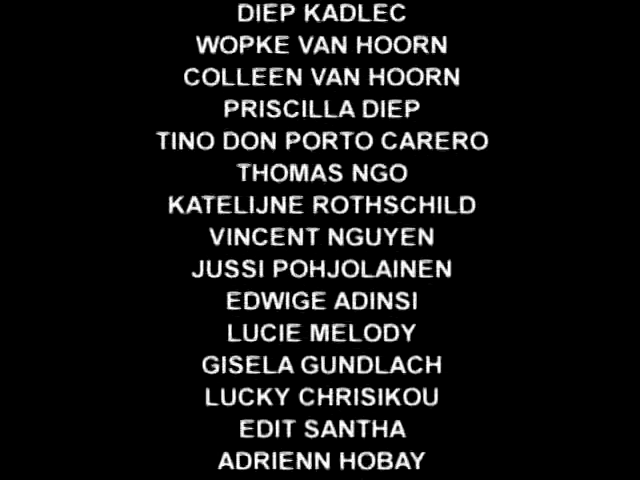 DIEP KADLEC
WOPKE VAN HOORN
COLLEEN VAN HOORN
PRISCILLA DIEP
TINO DON PORTO CARERO
THOMAS NGO
KATELIJNE ROTHSCHILD
VINCENT NGUYEN
JUSSI POHJOLAINEN
EDWIGE ADINSI
LUCIE MELODY
GISELA GUNDLACH
LUCKY CHRISIKOU
EDIT SANTHA
ADRIENN HOBAY